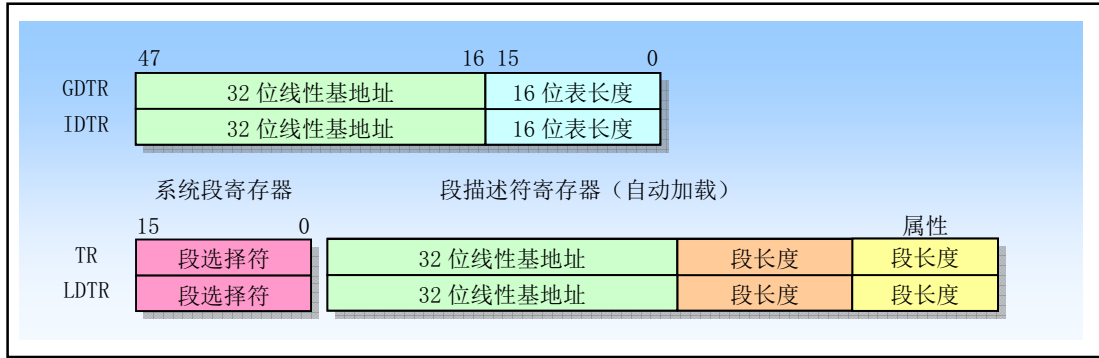 47 16 15 0
GDTR 32 位线性基地址 16 位表长度
IDTR 32 位线性基地址 16 位表长度
系统段寄存器 段描述符寄存器（自动加载）
15 0 属性
TR 段选择符 32 位线性基地址 段长度 段长度
LDTR 段选择符 32 位线性基地址 段长度 段长度